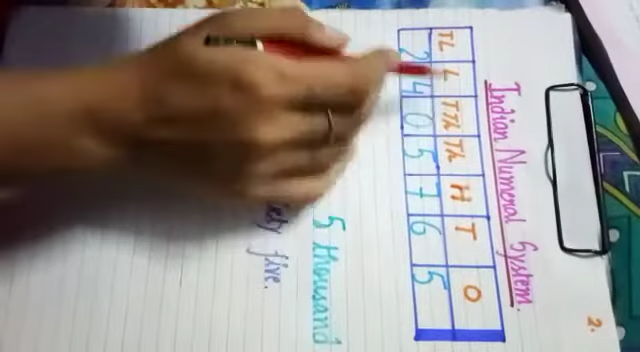 2.
Indian Numeral System.
TL L TTh Th H T O
2 4 0 5 7 6 5
5 thousand
five.